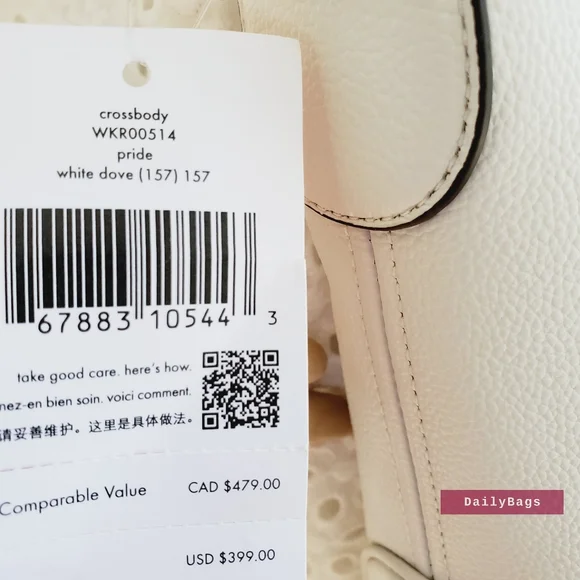 crossbody
WKR00514
pride
white dove (157) 157
67883 10544 3
take good care. here's how.
nez-en bien soin. voici comment.
请妥善维护。这里是具体做法。
Comparable Value CAD $479.00
USD $399.00
DailyBags